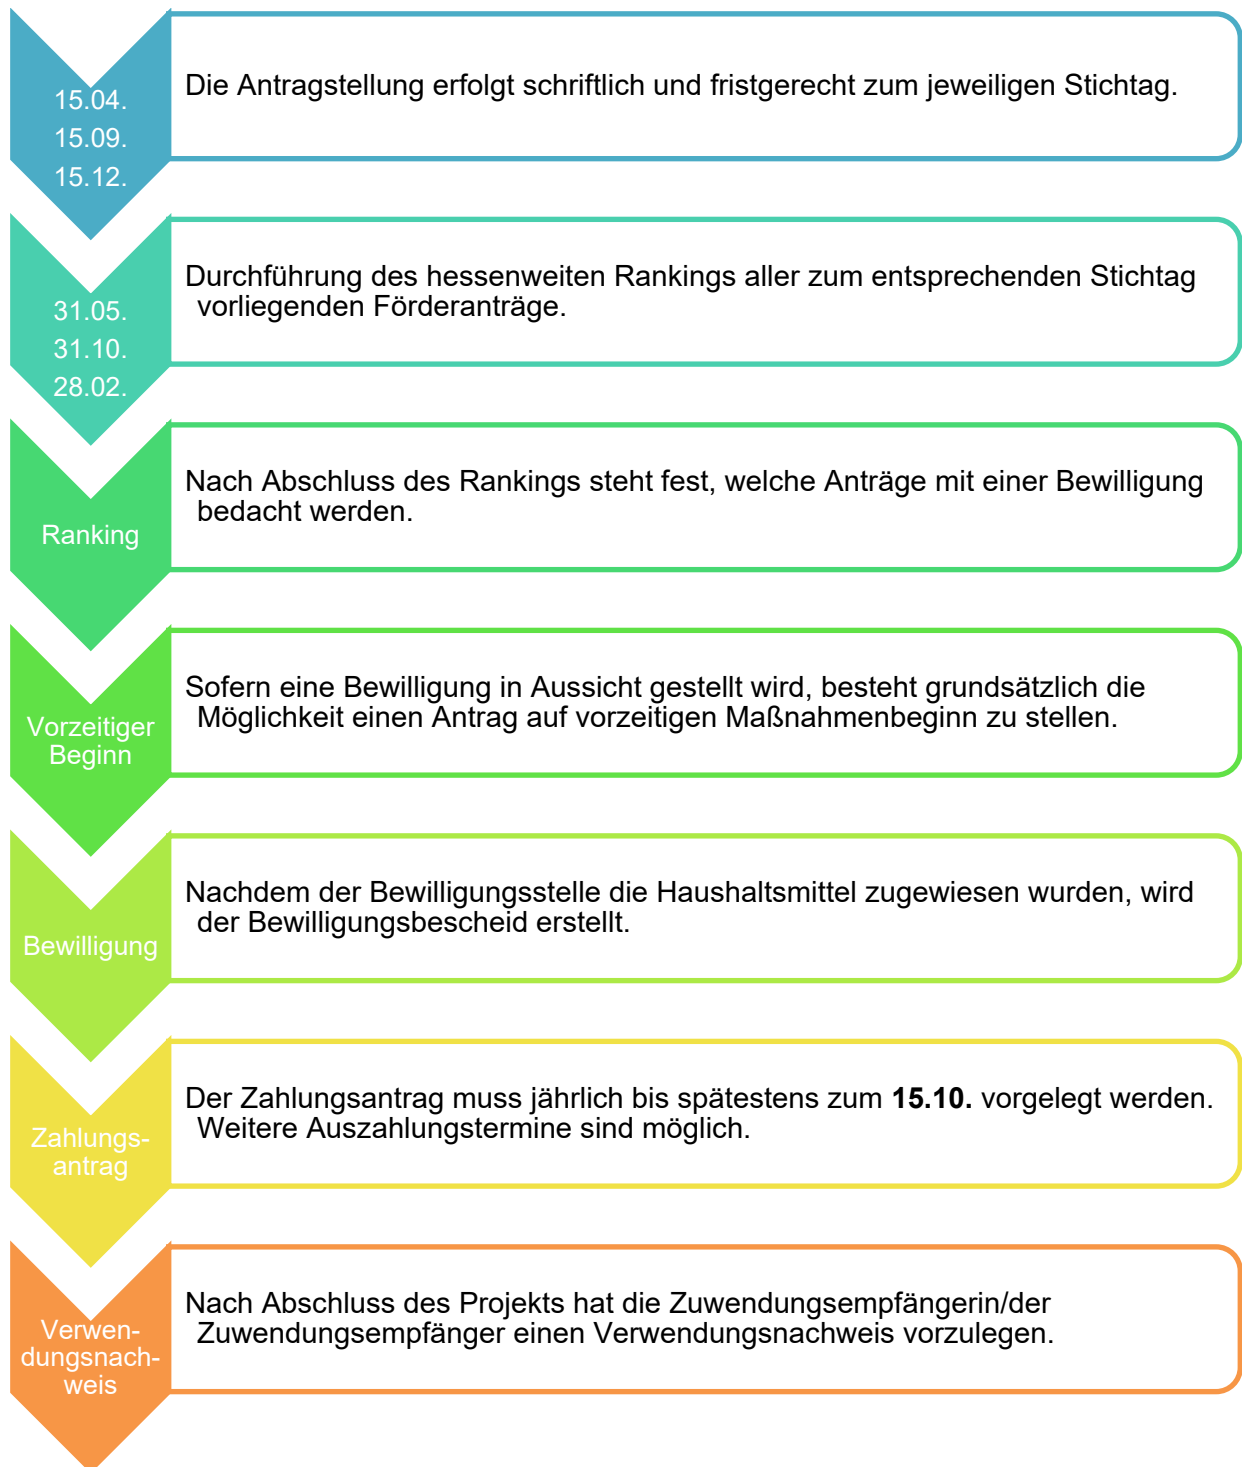 15.04.
15.09.
15.12.
Die Antragstellung erfolgt schriftlich und fristgerecht zum jeweiligen Stichtag.
31.05.
31.10.
28.02.
Durchführung des hessenweiten Rankings aller zum entsprechenden Stichtag
vorliegenden Förderanträge.
Ranking
Nach Abschluss des Rankings steht fest, welche Anträge mit einer Bewilligung
bedacht werden.
Vorzeitiger
Beginn
Sofern eine Bewilligung in Aussicht gestellt wird, besteht grundsätzlich die
Möglichkeit einen Antrag auf vorzeitigen Maßnahmenbeginn zu stellen.
Bewilligung
Nachdem der Bewilligungsstelle die Haushaltsmittel zugewiesen wurden, wird
der Bewilligungsbescheid erstellt.
Zahlungs-
antrag
Der Zahlungsantrag muss jährlich bis spätestens zum 15.10. vorgelegt werden.
Weitere Auszahlungstermine sind möglich.
Verwen-
dungsnach-
weis
Nach Abschluss des Projekts hat die Zuwendungsempfängerin/der
Zuwendungsempfänger einen Verwendungsnachweis vorzulegen.